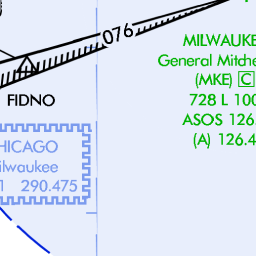 076
MILWAUKE
General Mitche
(MKE) C
728 L 100
ASOS 126.
(A) 126.4
FIDNO
HICAGO
ilwaukee
1 290.475